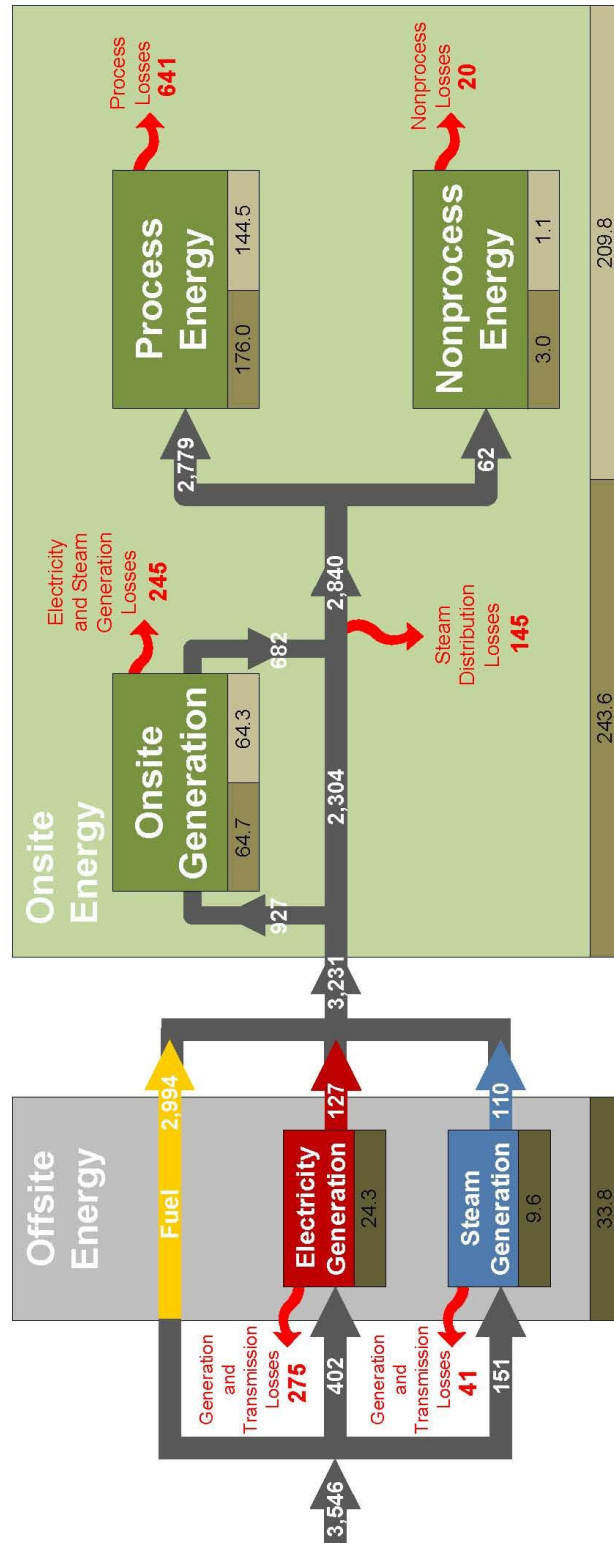 Offsite
Energy
Onsite
Energy
3,546
Fuel
2,994
Generation
and
Transmission
Losses
275
402
Electricity
Generation
24.3
127
Generation
and
Transmission
Losses
41
151
Steam
Generation
9.6
110
33.8
3,231
927
Onsite
Generation
64.7
64.3
Electricity
and Steam
Generation
Losses
245
682
2,304
2,840
Steam
Distribution
Losses
145
2,779
Process
Energy
176.0
144.5
Process
Losses
641
62
Nonprocess
Energy
3.0
1.1
Nonprocess
Losses
20
243.6
209.8